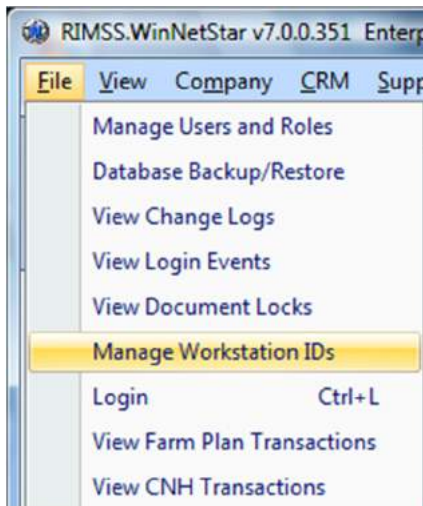 RIMSS.WinNetStar v7.0.0.351 Enterp
File View Company CRM Supp
Manage Users and Roles
Database Backup/Restore
View Change Logs
View Login Events
View Document Locks
Manage Workstation IDs
Login Ctrl+L
View Farm Plan Transactions
View CNH Transactions